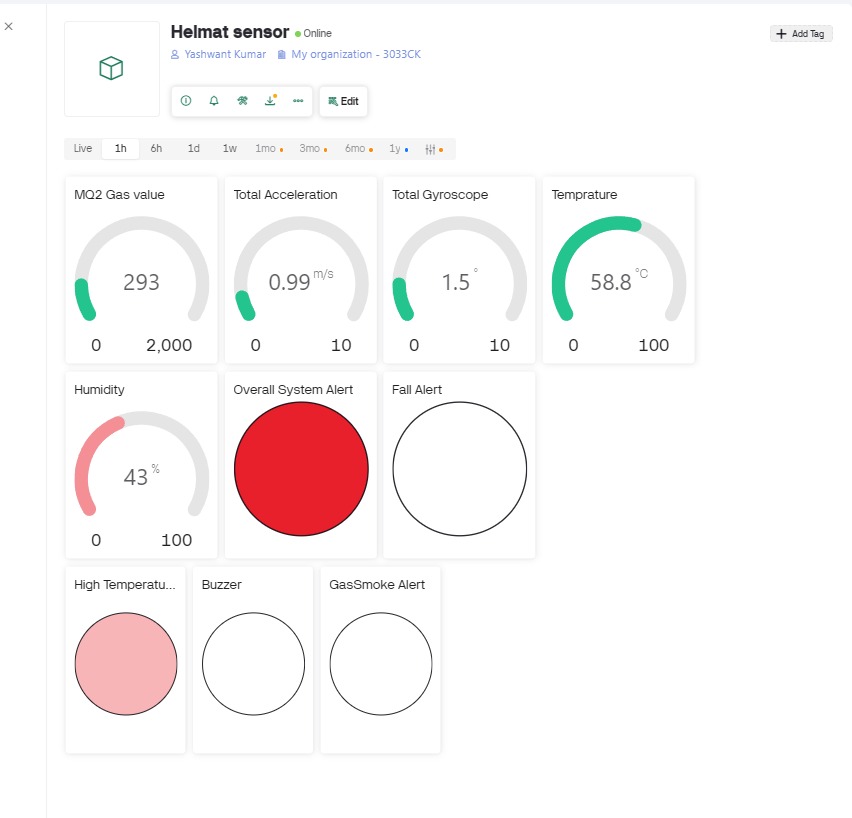 Helmat sensor Online
Yashwant Kumar My organization - 3033CK
Add Tag
Edit
Live 1h 6h 1d 1w 1mo 3mo 6mo 1y
MQ2 Gas value
293
0 2,000
Total Acceleration
0.99 m/s
0 10
Total Gyroscope
1.5 °
0 10
Temprature
58.8 °C
0 100
Humidity
43 %
0 100
Overall System Alert
Fall Alert
High Temperatu...
Buzzer
GasSmoke Alert